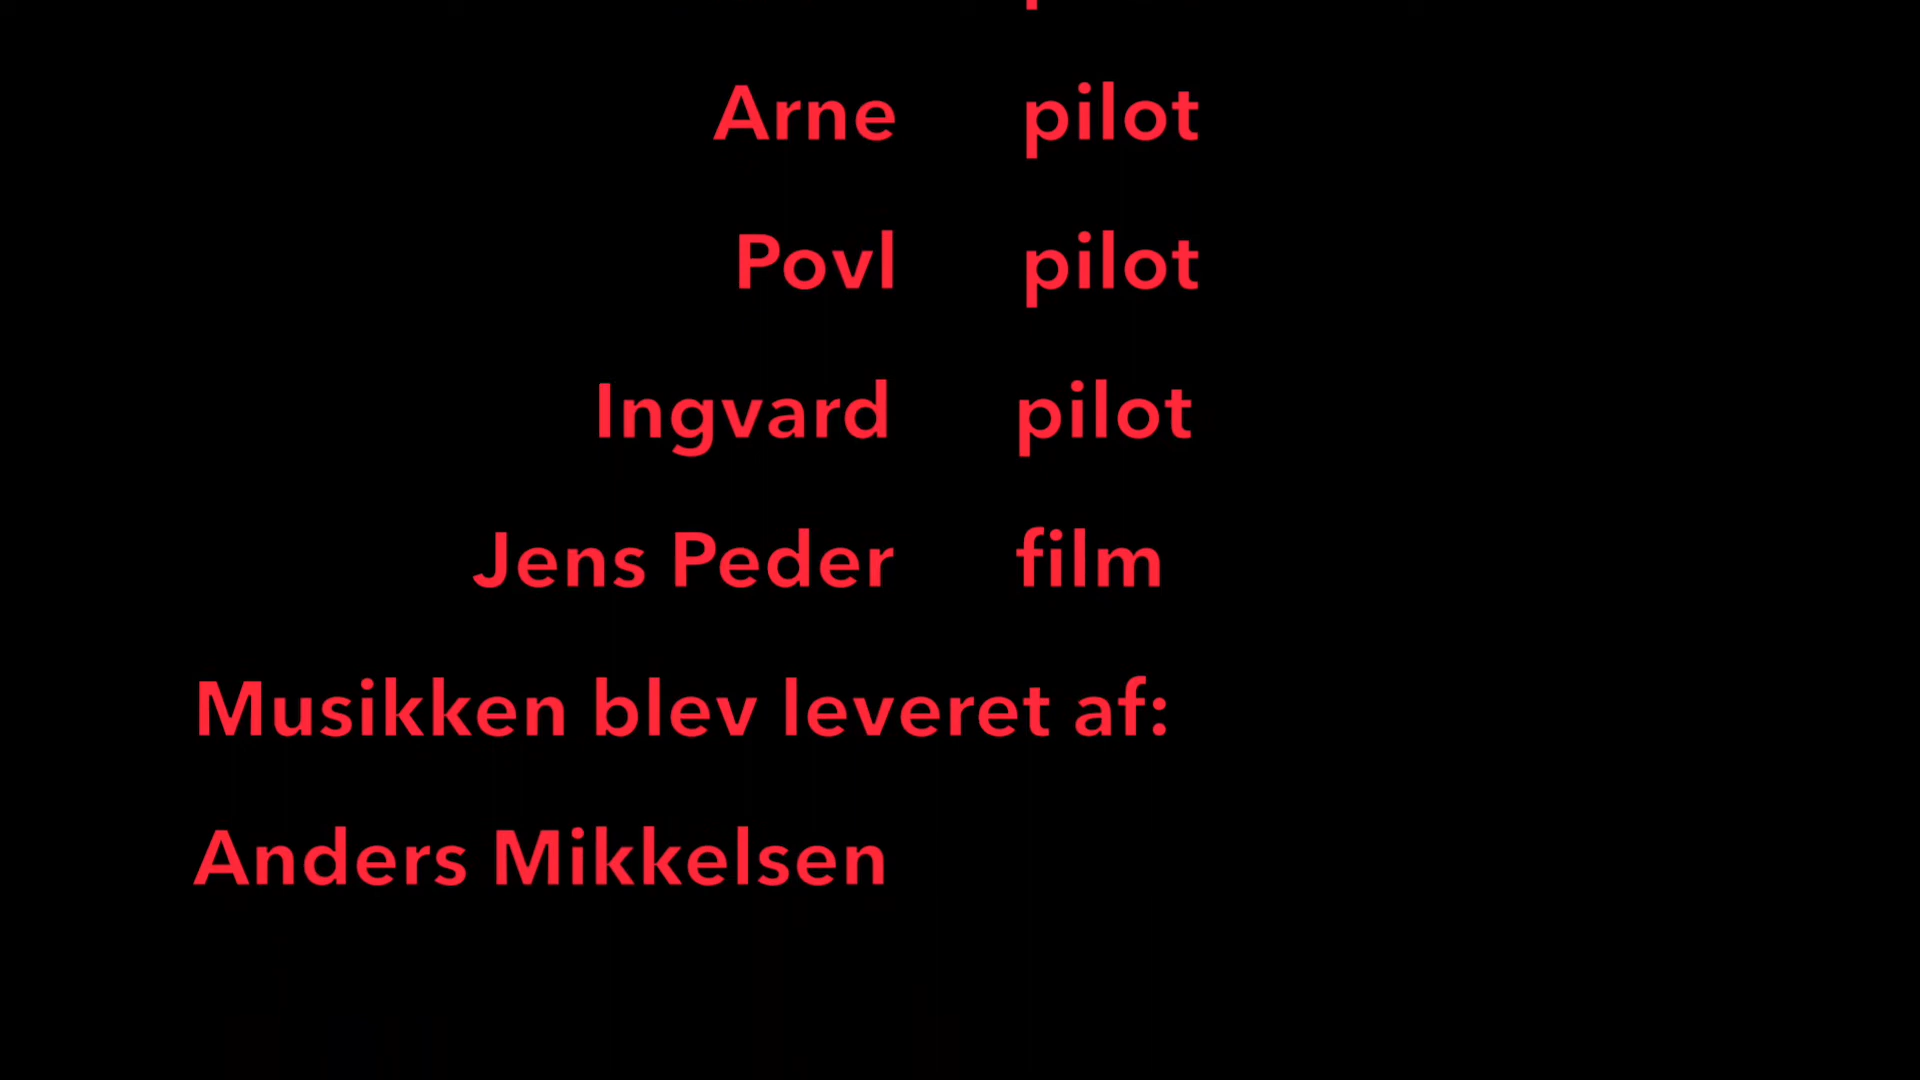 Arne pilot
Povl pilot
Ingvard pilot
Jens Peder film
Musikken blev leveret af:
Anders Mikkelsen